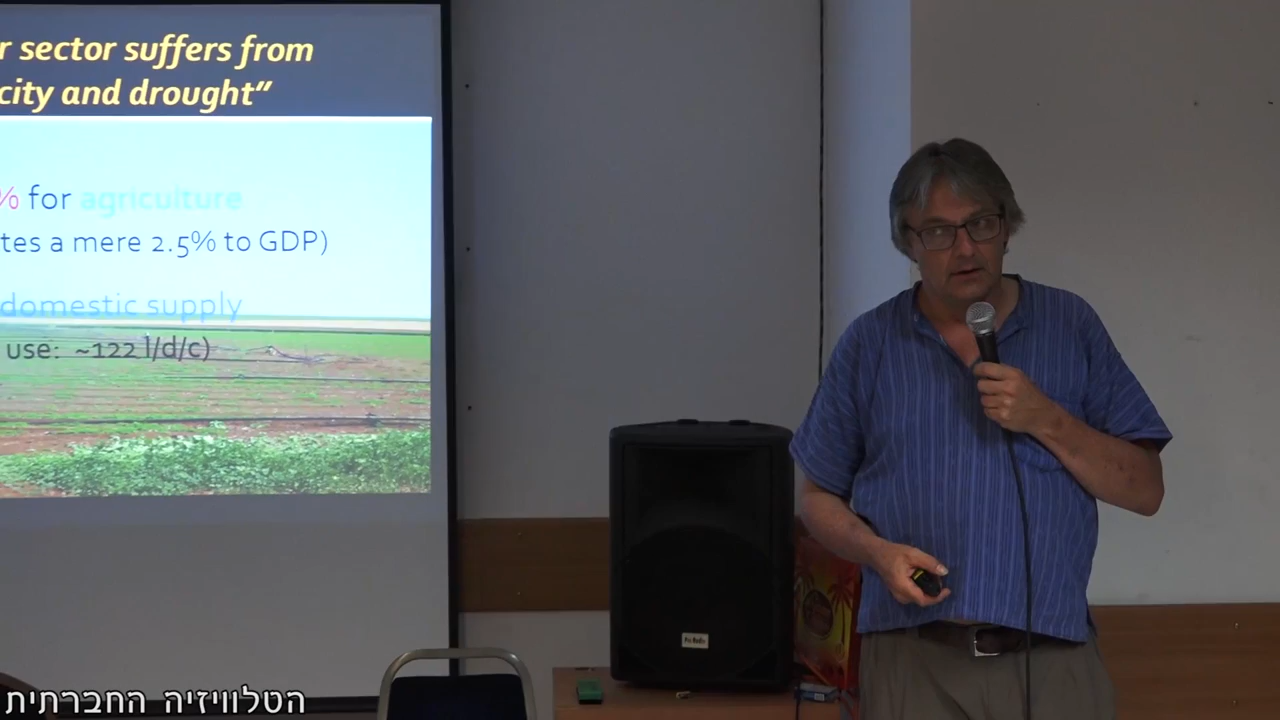 r sector suffers from
city and drought”
% for agriculture
tes a mere 2.5% to GDP)
domestic supply
use: ~122 l/d/c)
הטלוויזיה החברתית